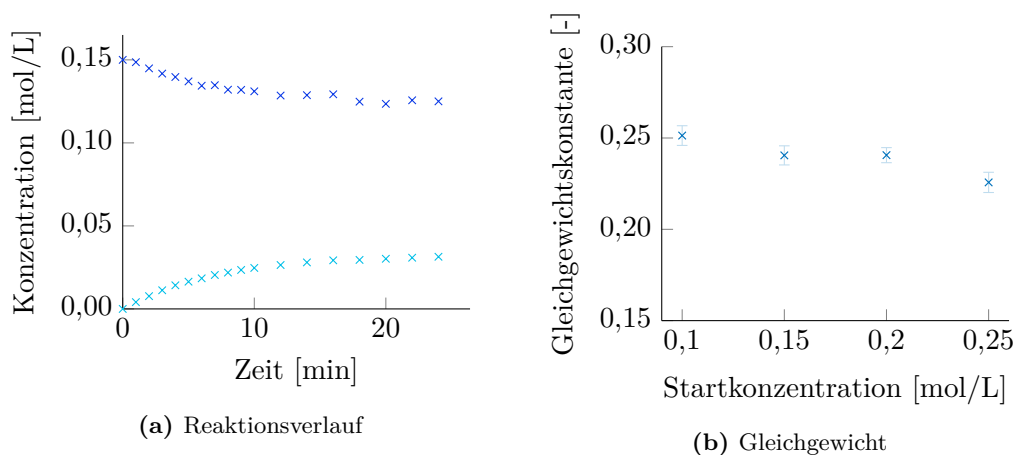 Konzentration [mol/L]
0,15
0,10
0,05
0,00
0
10
20
Zeit [min]
(a) Reaktionsverlauf
Gleichgewichtskonstante [-]
0,30
0,25
0,20
0,15
0,1
0,15
0,2
0,25
Startkonzentration [mol/L]
(b) Gleichgewicht